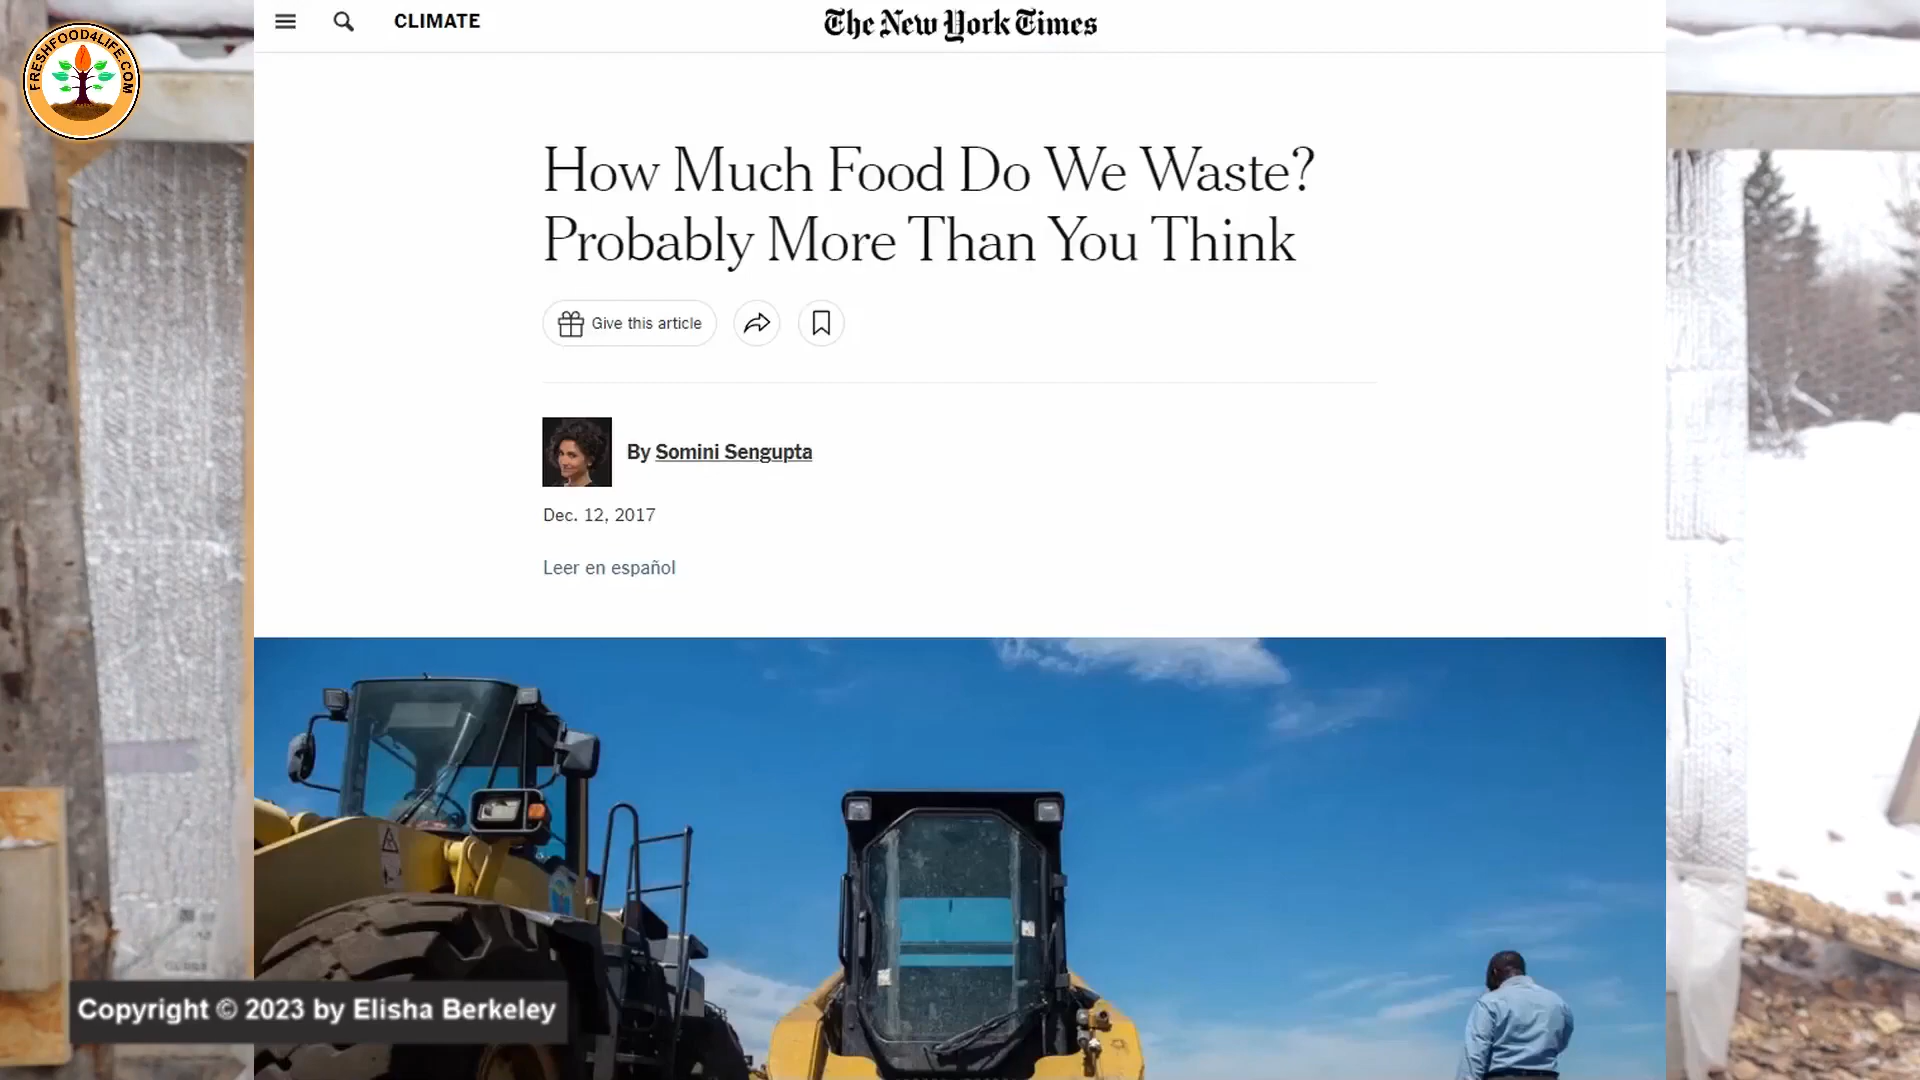 FRESHFOOD4LIFE.COM
CLIMATE
The New York Times
How Much Food Do We Waste?
Probably More Than You Think
Give this article
By Somini Sengupta
Dec. 12, 2017
Leer en español
Copyright © 2023 by Elisha Berkeley